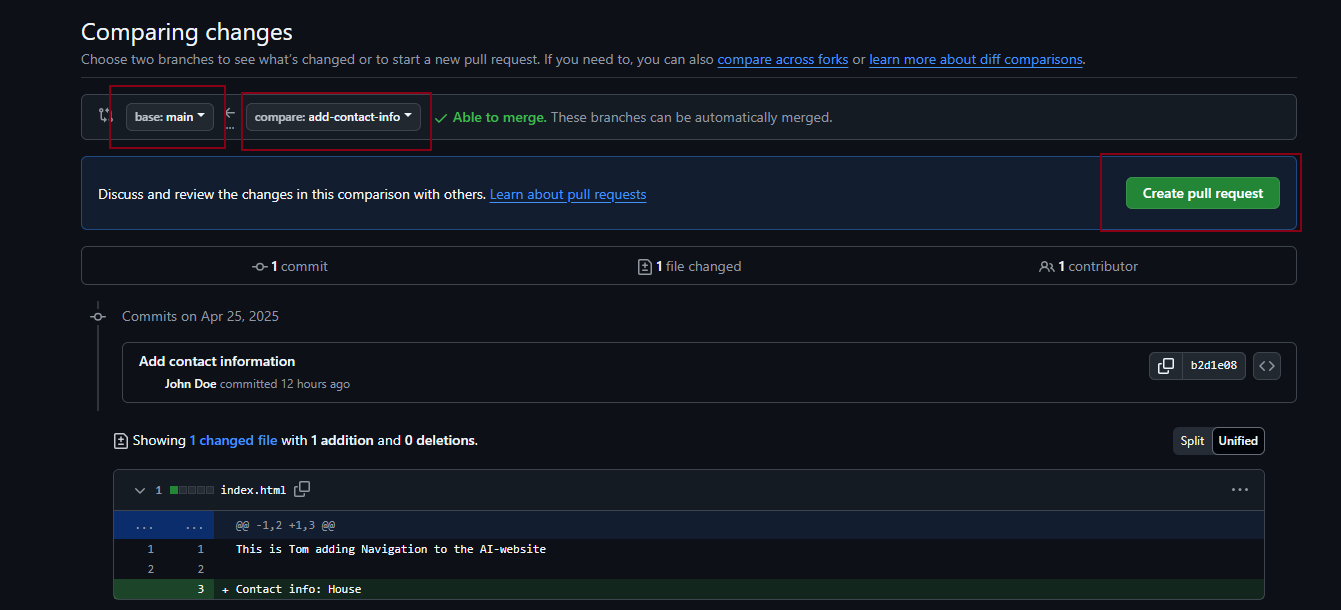 Comparing changes
Choose two branches to see what's changed or to start a new pull request. If you need to, you can also compare across forks or learn more about diff comparisons.
base: main compare: add-contact-info Able to merge. These branches can be automatically merged.
Discuss and review the changes in this comparison with others. Learn about pull requests Create pull request
1 commit 1 file changed 1 contributor
Commits on Apr 25, 2025
Add contact information b2d1e08
John Doe committed 12 hours ago
Showing 1 changed file with 1 addition and 0 deletions. Split Unified
1 index.html ...
... ... @@ -1,2 +1,3 @@
1 1 This is Tom adding Navigation to the AI-website
2 2
3 + Contact info: House